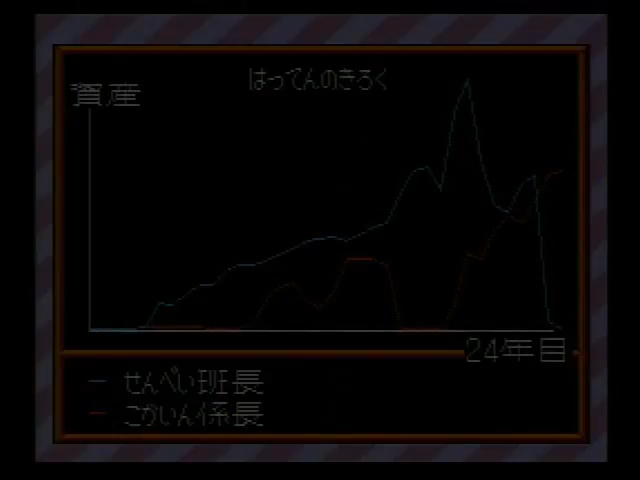 はってんのきろく
資産
24年目
せんべい班長
こがいん係長